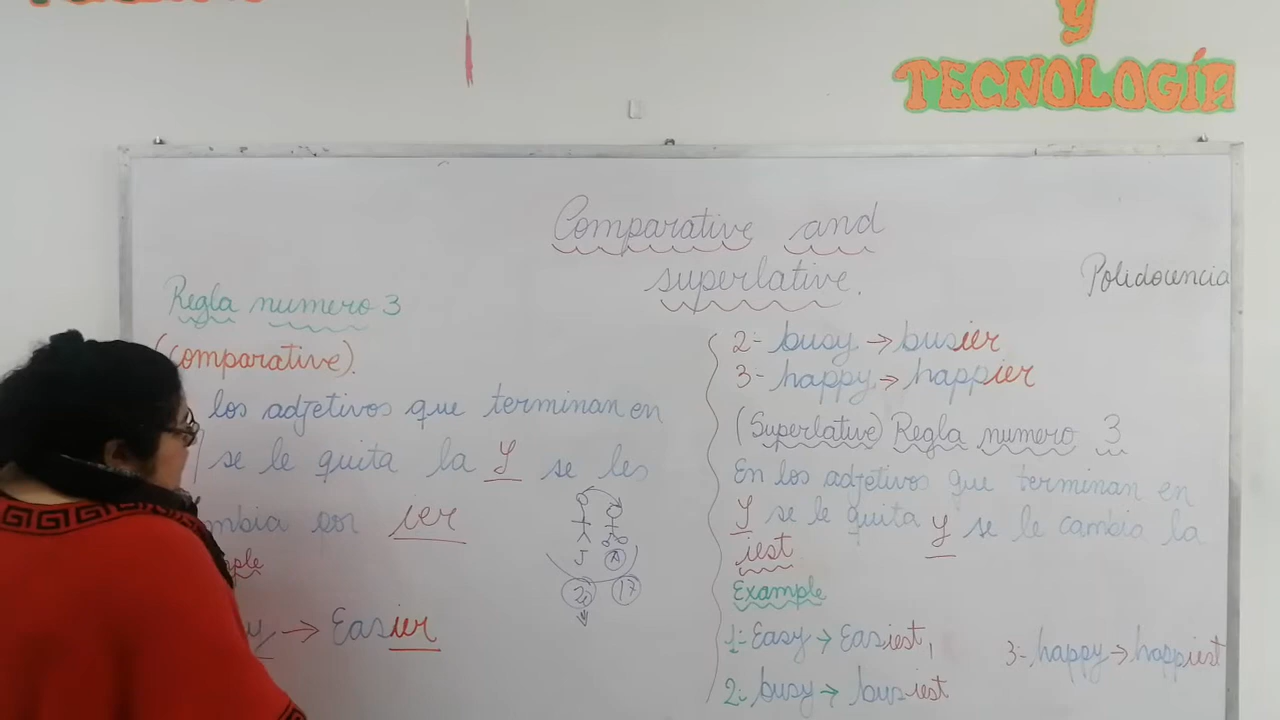 Y
TECNOLOGÍA
Comparative and
superlative.
Polidocencia
Regla numero 3
(comparative).
los adjetivos que terminan en
se le quita la Y se les
por ier
→ Easier
5
25 17
2:- busy → busier
3- happy → happier
(Superlative) Regla numero 3
En los adjetivos que terminan en
Y se le quita y se le cambia la
iest
Example
1:- Easy → Easiest,
2:- busy → busiest
3:- happy → happiest